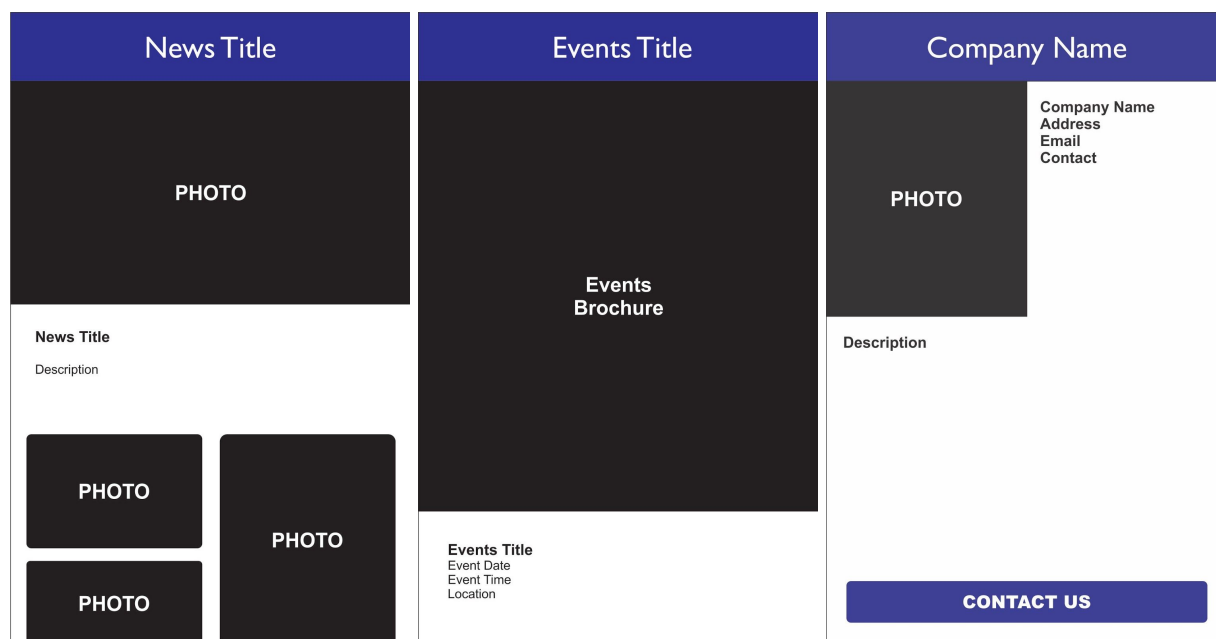 News Title
PHOTO
News Title
Description
PHOTO
PHOTO
PHOTO
Events Title
Events
Brochure
Events Title
Event Date
Event Time
Location
Company Name
PHOTO
Company Name
Address
Email
Contact
Description
CONTACT US